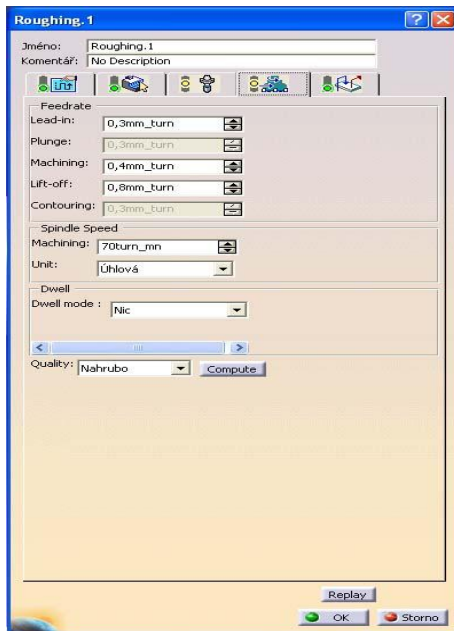 Roughing.1
Jméno: Roughing.1
Komentář: No Description
Feedrate
Lead-in: 0,3mm_turn
Plunge: 0,3mm_turn
Machining: 0,4mm_turn
Lift-off: 0,8mm_turn
Contouring: 0,3mm_turn
Spindle Speed
Machining: 70turn_mn
Unit: Úhlová
Dwell
Dwell mode : Nic
Quality: Nahrubo Compute
Replay
OK Storno